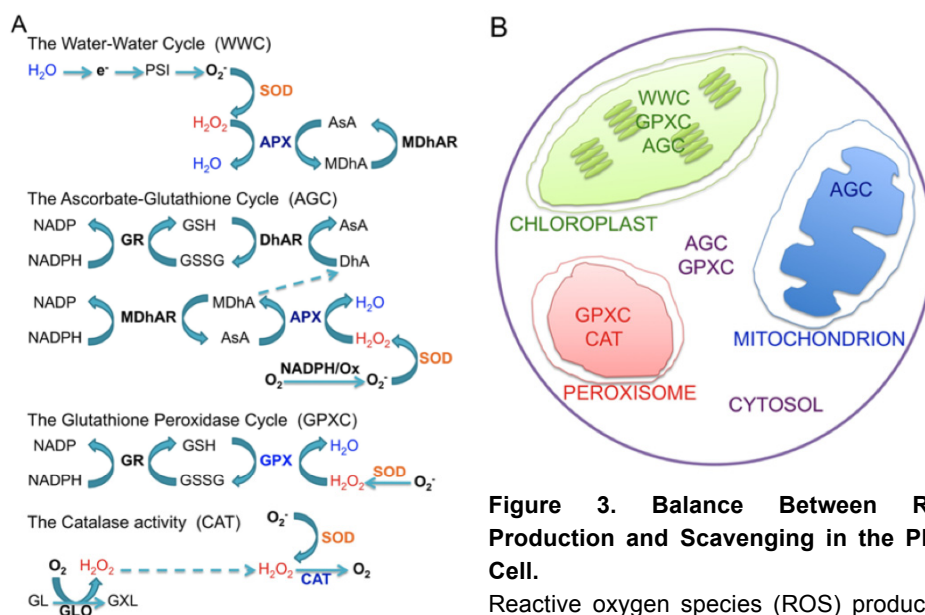 A
The Water-Water Cycle (WWC)
H₂O e⁻ PSI O₂⁻
SOD
H₂O₂ AsA
APX MDhAR
H₂O MDhA
The Ascorbate-Glutathione Cycle (AGC)
NADP GSH AsA
GR DhAR
NADPH GSSG DhA
NADP MDhA H₂O
MDhAR APX
NADPH AsA H₂O₂
SOD
NADPH/Ox
O₂ O₂⁻
The Glutathione Peroxidase Cycle (GPXC)
NADP GSH H₂O
GR GPX
SOD
NADPH GSSG H₂O₂ O₂⁻
The Catalase activity (CAT)
O₂⁻
SOD
O₂ H₂O₂ H₂O₂ O₂
CAT
GL GXL
GLO
B
WWC
GPXC
AGC
CHLOROPLAST
AGC
AGC
GPXC
MITOCHONDRION
GPXC
CAT
PEROXISOME
CYTOSOL
Figure 3. Balance Between R
Production and Scavenging in the Pl
Cell.
Reactive oxygen species (ROS) produc